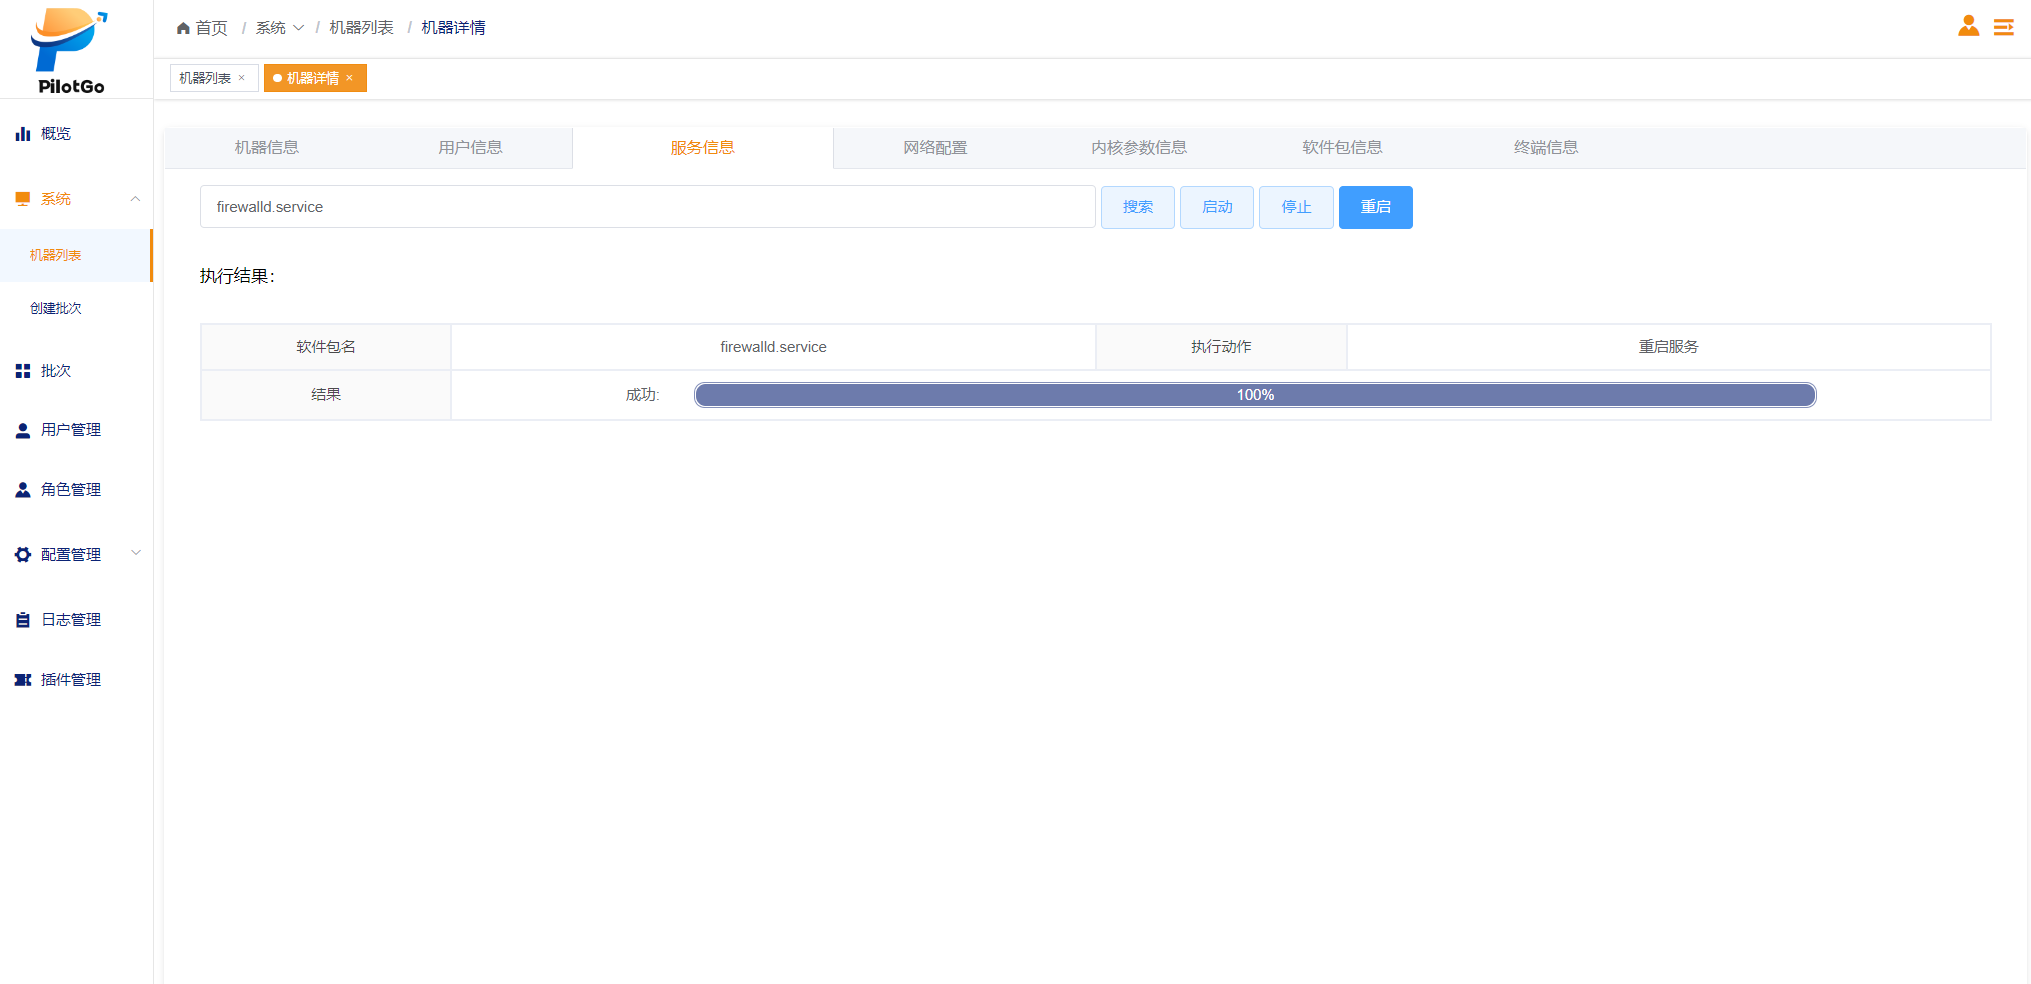 PilotGo
首页 / 系统 / 机器列表 / 机器详情
机器列表 × 机器详情 ×
概览
系统
机器列表
创建批次
批次
用户管理
角色管理
配置管理
日志管理
插件管理
机器信息 用户信息 服务信息 网络配置 内核参数信息 软件包信息 终端信息
firewalld.service 搜索 启动 停止 重启
执行结果:
软件包名 firewalld.service 执行动作 重启服务
结果 成功: 100%